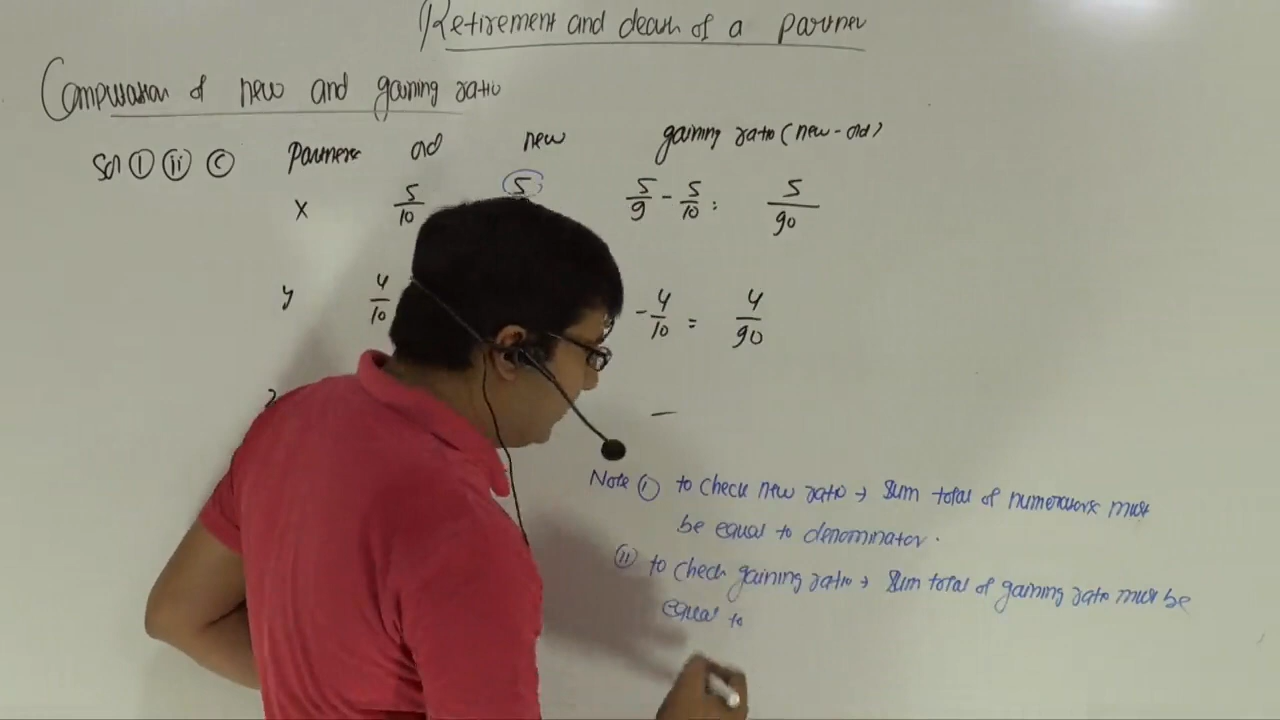 Retirement and death of a partner
Computation of new and gaining ratio
Sol (i) (ii) (c) Partners old new gaining ratio (new - old)
X 5/10 5 5/9 - 5/10 : 5/90
y 4/10 - 4/10 = 4/90
—
Note (i) to check new ratio → Sum total of numerators must
be equal to denominator.
(ii) to check gaining ratio → Sum total of gaining ratio must be
equal to